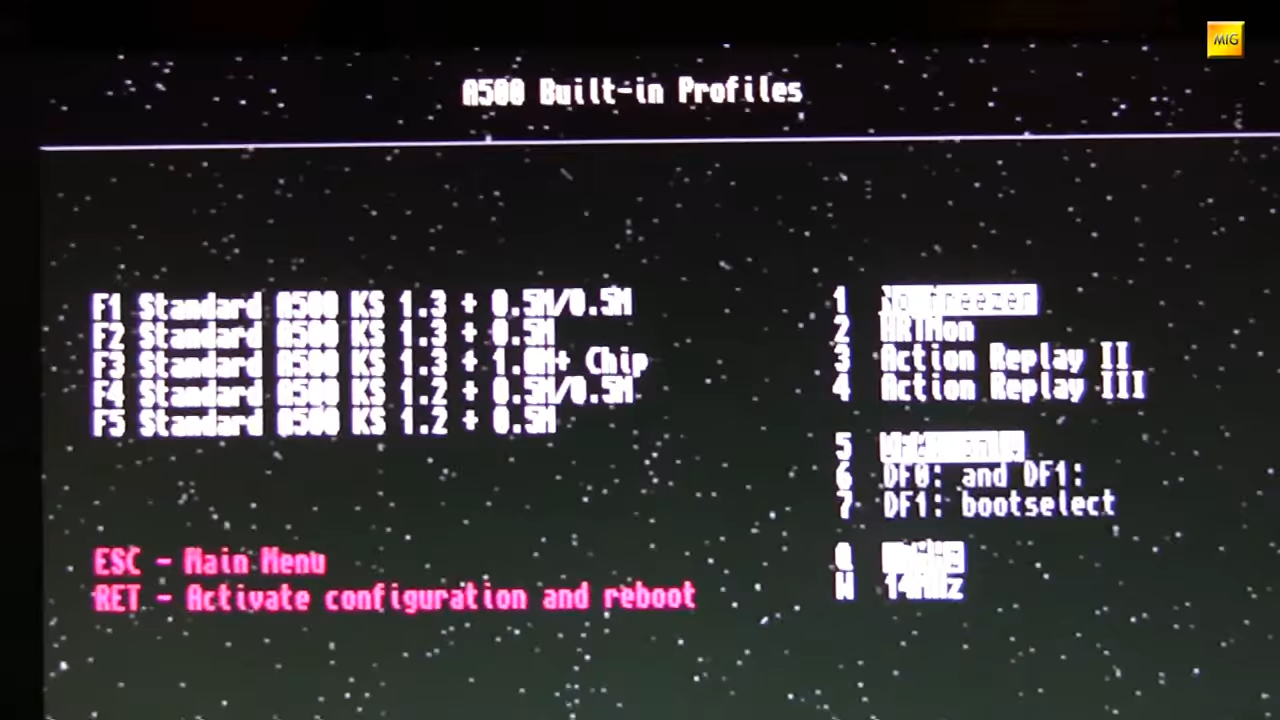 MIG
A500 Built-in Profiles
F1 Standard A500 KS 1.3 + 0.5M/0.5M
F2 Standard A500 KS 1.3 + 0.5M
F3 Standard A500 KS 1.3 + 1.0M+ Chip
F4 Standard A500 KS 1.2 + 0.5M/0.5M
F5 Standard A500 KS 1.2 + 0.5M
1 No freezer
2 HRTMon
3 Action Replay II
4 Action Replay III
5
6 DF0: and DF1:
7 DF1: bootselect
Q
W 14MHz
ESC - Main Menu
RET - Activate configuration and reboot